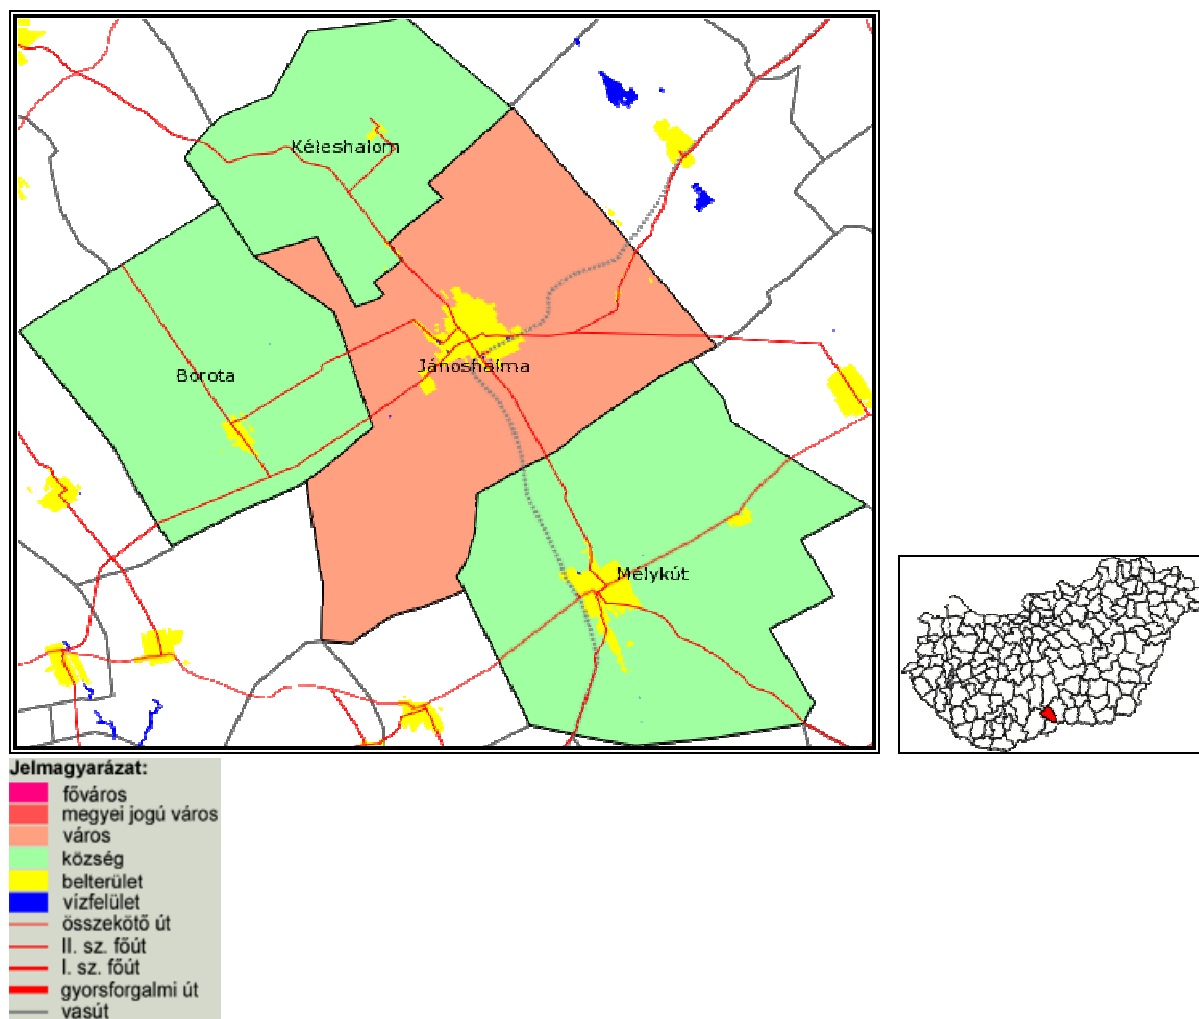 Kéleshalom
Jánoshalma
Borota
Mélykút
Jelmagyarázat:
főváros
megyei jogú város
város
község
belterület
vízfelület
összekötő út
II. sz. főút
I. sz. főút
gyorsforgalmi út
vasút